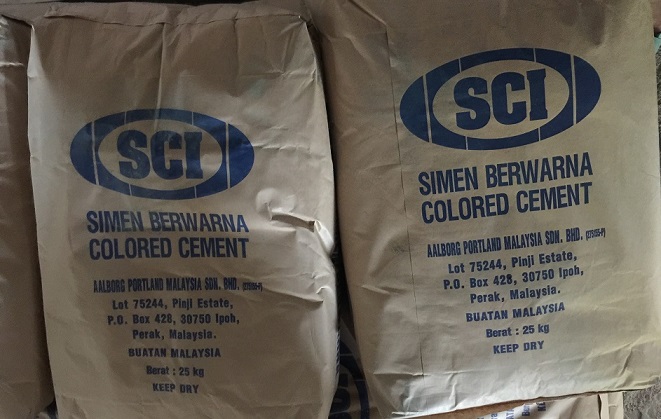 SCI
SIMEN BERWARNA
COLORED CEMENT
AALBORG PORTLAND MALAYSIA SDN. BHD.
Lot 75244, Pinji Estate,
P.O. Box 428, 30750 Ipoh,
Perak, Malaysia.
BUATAN MALAYSIA
Berat : 25 kg
KEEP DRY
SCI
SIMEN BERWARNA
COLORED CEMENT
AALBORG PORTLAND MALAYSIA SDN. BHD.
Lot 75244, Pinji Estate,
P.O. Box 428, 30750 Ipoh,
Perak, Malaysia.
BUATAN MALAYSIA
Berat : 25 kg
KEEP DRY